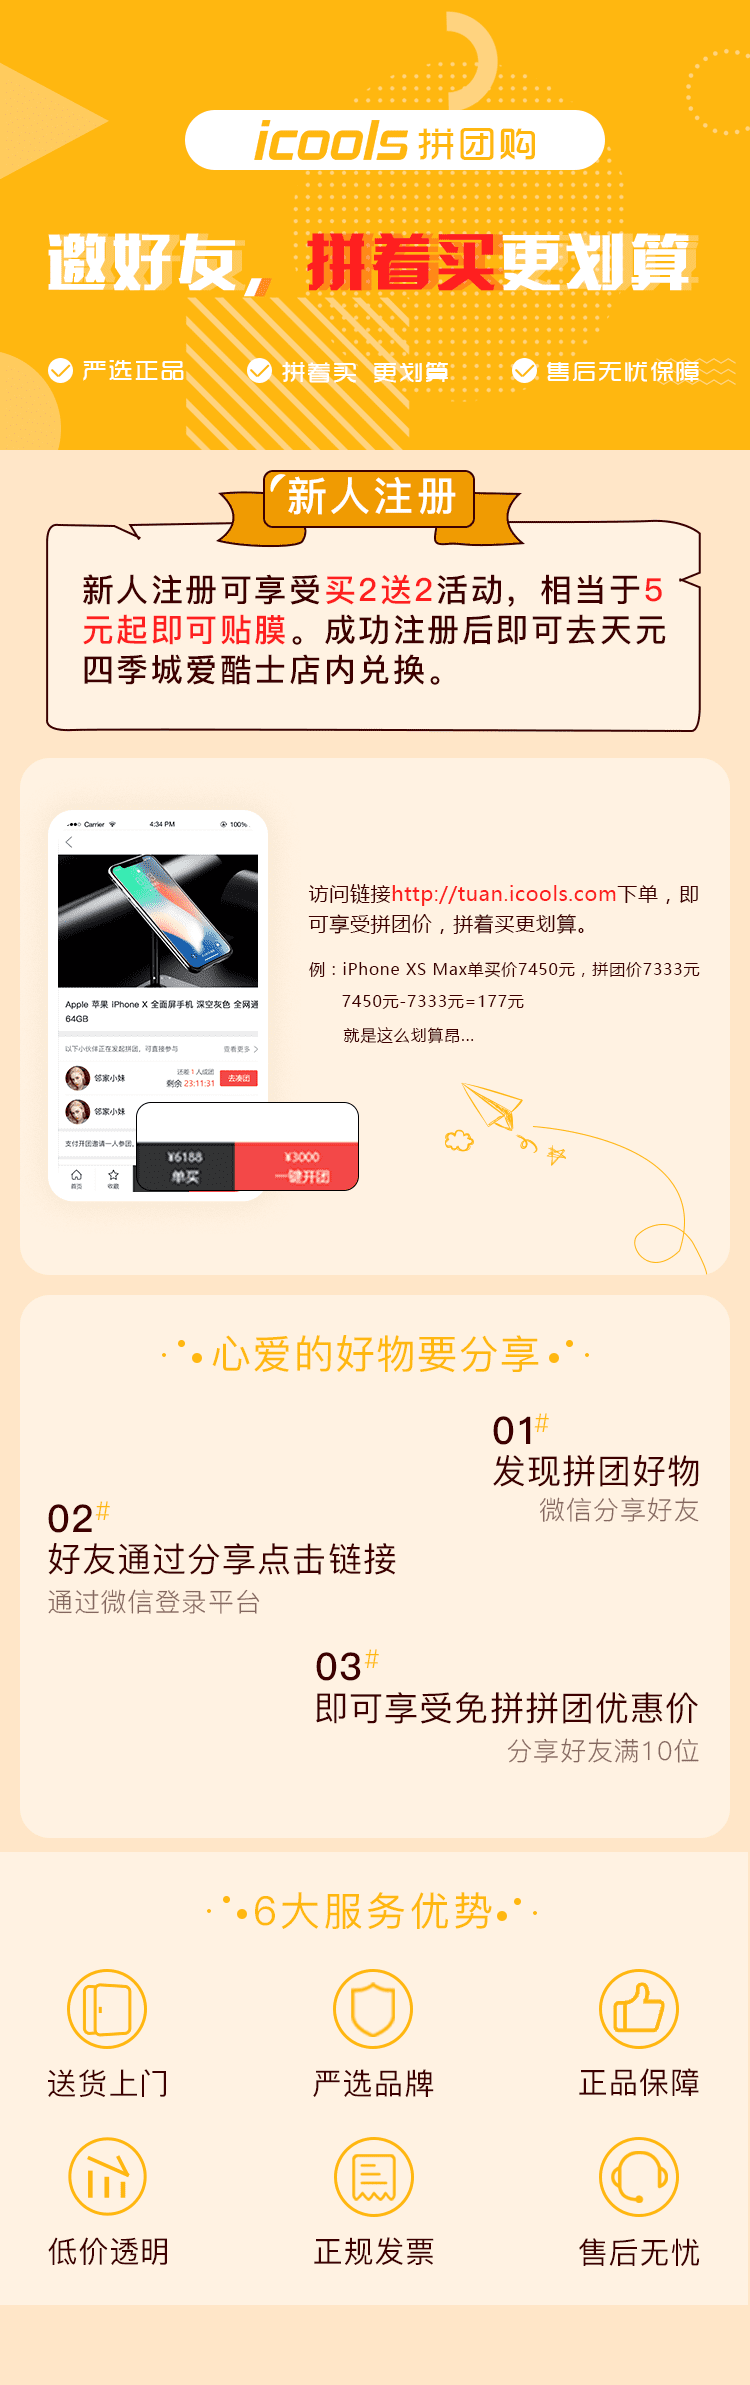 icools 拼团购
邀好友，拼着买更划算
严选正品
拼着买 更划算
售后无忧保障
新人注册
新人注册可享受买2送2活动，相当于5
元起即可贴膜。成功注册后即可去天元
四季城爱酷士店内兑换。
Carrier 4:34 PM 100%
Apple 苹果 iPhone X 全面屏手机 深空灰色 全网通
64GB
以下小伙伴正在发起拼团，可直接参与 查看更多
邻家小妹
还差 1 人成团
剩余 23:11:31
去凑团
邻家小妹
支付开团邀请一人参团，
首页
收藏
¥6188
单买
¥3000
一键开团
访问链接http://tuan.icools.com下单，即
可享受拼团价，拼着买更划算。
例：iPhone XS Max单买价7450元，拼团价7333元
7450元-7333元=177元
就是这么划算昂...
心爱的好物要分享
01#
发现拼团好物
微信分享好友
02#
好友通过分享点击链接
通过微信登录平台
03#
即可享受免拼拼团优惠价
分享好友满10位
6大服务优势
送货上门
严选品牌
正品保障
低价透明
正规发票
售后无忧